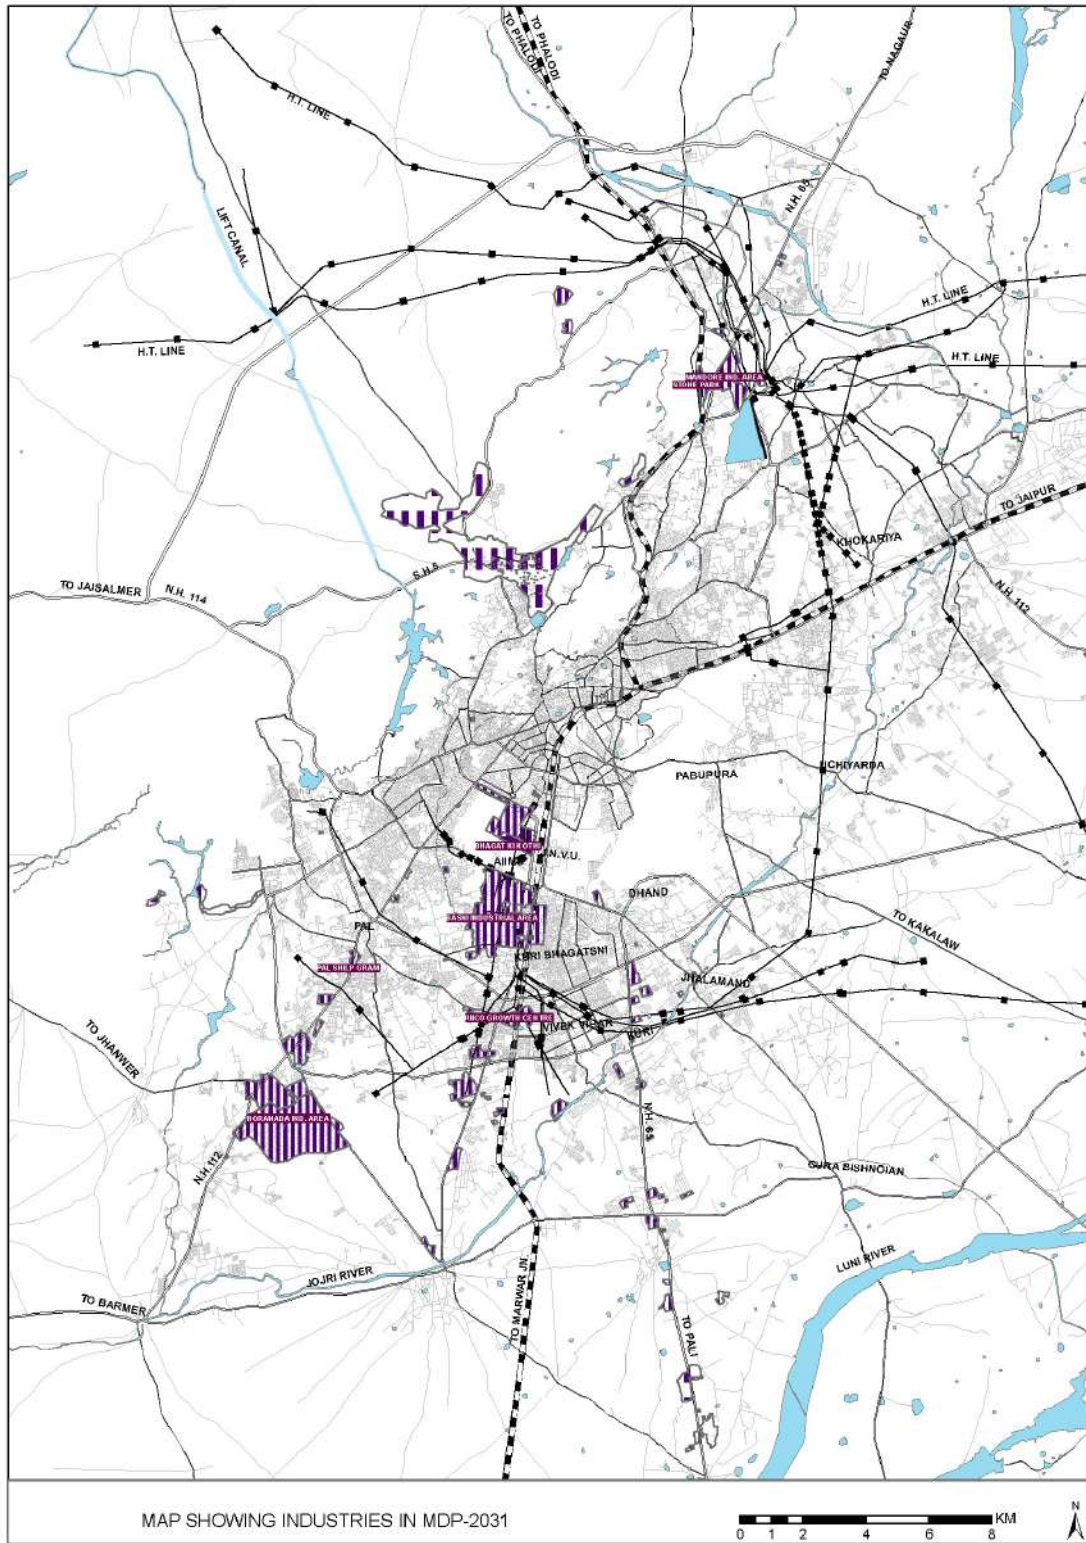 TO PHALODI
TO PHALODI
TO NAGAUR
H.T. LINE
N.H. 65
LIFT CANAL
H.T. LINE
H.T. LINE
H.T. LINE
MANDORE IND. AREA
STONE PARK
TO JAIPUR
KHOKARIYA
S.H.5
TO JAISALMER
N.H. 114
N.H. 112
PABUPURA
UCHIYARDA
BHAGAT KI KOTHI
J.N.V.U.
AIIMS
DHAND
BASNI INDUSTRIAL AREA
TO KAKALAW
PAL
KURI BHAGATSNI
PAL SHILP GRAM
JHALAMAND
RIICO GROWTH CENTRE
VIVEK VIHAR
KURI
TO JHANWER
BORANADA IND. AREA
N.H. 65
N.H.112
GURA BISHNOIAN
LUNI RIVER
JOJRI RIVER
TO MARWAR JN.
TO BARMER
TO PALI
MAP SHOWING INDUSTRIES IN MDP-2031
KM
0 1 2 4 6 8
N